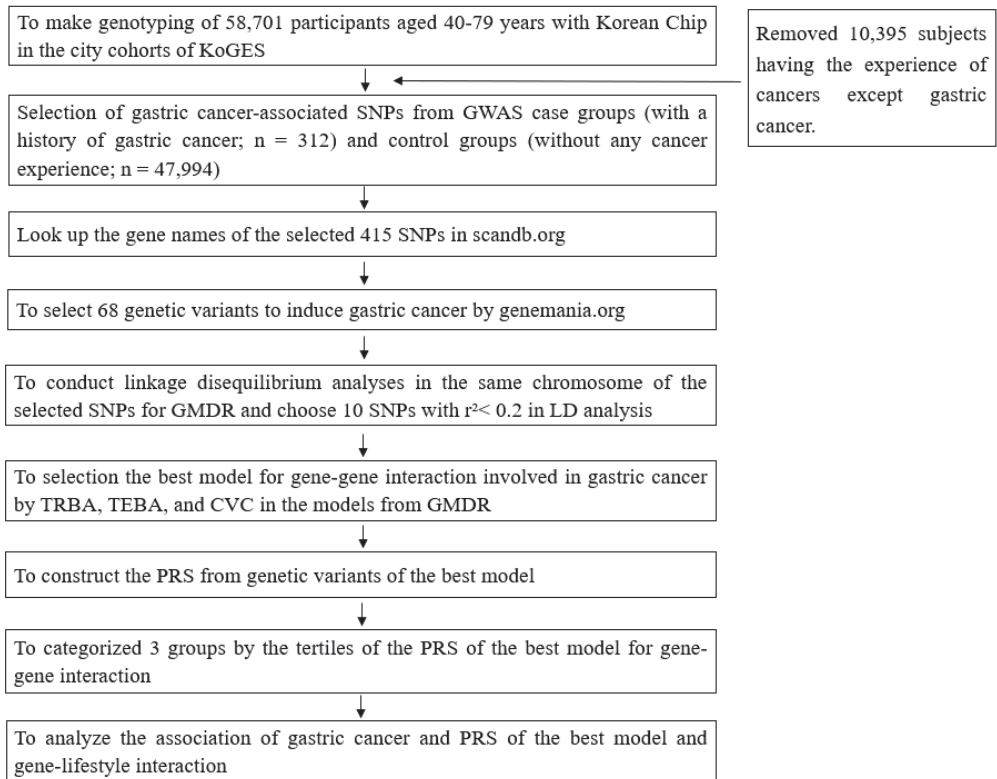 To make genotyping of 58,701 participants aged 40-79 years with Korean Chip
in the city cohorts of KoGES
Removed 10,395 subjects
having the experience of
cancers except gastric
cancer.
Selection of gastric cancer-associated SNPs from GWAS case groups (with a
history of gastric cancer; n = 312) and control groups (without any cancer
experience; n = 47,994)
Look up the gene names of the selected 415 SNPs in scandb.org
To select 68 genetic variants to induce gastric cancer by genemania.org
To conduct linkage disequilibrium analyses in the same chromosome of the
selected SNPs for GMDR and choose 10 SNPs with r²< 0.2 in LD analysis
To selection the best model for gene-gene interaction involved in gastric cancer
by TRBA, TEBA, and CVC in the models from GMDR
To construct the PRS from genetic variants of the best model
To categorized 3 groups by the tertiles of the PRS of the best model for gene-
gene interaction
To analyze the association of gastric cancer and PRS of the best model and
gene-lifestyle interaction